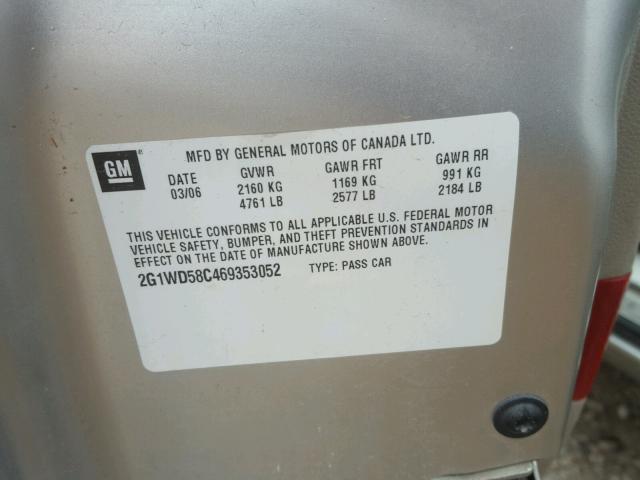 GM
MFD BY GENERAL MOTORS OF CANADA LTD.
DATE GVWR GAWR FRT GAWR RR
03/06 2160 KG 1169 KG 991 KG
4761 LB 2577 LB 2184 LB
THIS VEHICLE CONFORMS TO ALL APPLICABLE U.S. FEDERAL MOTOR
VEHICLE SAFETY, BUMPER, AND THEFT PREVENTION STANDARDS IN
EFFECT ON THE DATE OF MANUFACTURE SHOWN ABOVE.
2G1WD58C469353052 TYPE: PASS CAR